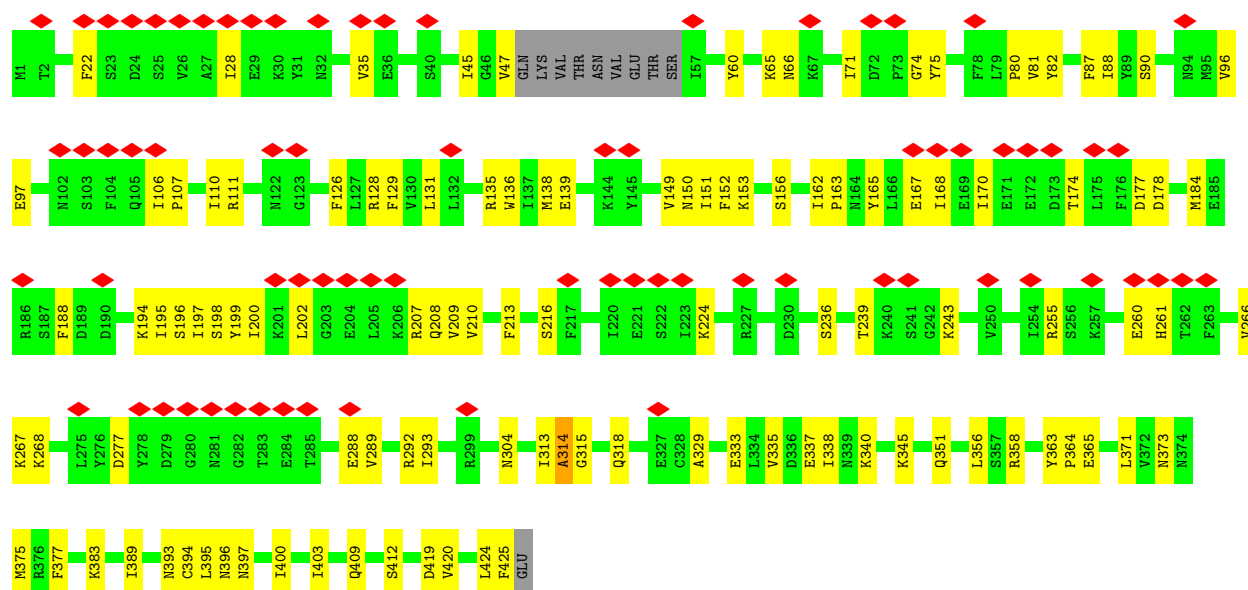 M1 T2 F22 S23 D24 S25 V26 A27 I28 E29 K30 Y31 N32 V35 E36 S40 I45 G46 V47 GLN LYS VAL THR ASN VAL GLU THR SER I57 Y60 K65 N66 K67 I71 D72 P73 G74 Y75 F78 L79 P80 V81 Y82 F87 I88 Y89 S90 N94 M95 V96
E97 N102 S103 F104 Q105 I106 P107 I110 R111 N122 G123 F126 L127 R128 F129 V130 L131 L132 R135 W136 I137 M138 E139 K144 Y145 V149 N150 I151 F152 K153 S156 I162 P163 N164 Y165 L166 E167 I168 E169 I170 E171 E172 D173 T174 L175 F176 D177 D178 M184 E185
R186 S187 F188 D189 D190 K194 I195 S196 I197 S198 Y199 I200 K201 L202 G203 E204 L205 K206 R207 Q208 V209 V210 F213 S216 F217 I220 E221 S222 I223 K224 R227 D230 S236 T239 K240 S241 G242 K243 V250 I254 R255 S256 K257 E260 H261 T262 F263 V266
K267 K268 L275 Y276 D277 Y278 D279 G280 N281 G282 T283 E284 T285 E288 V289 R292 I293 R299 N304 I313 A314 G315 Q318 E327 C328 A329 E333 L334 V335 D336 E337 I338 N339 K340 K345 Q351 L356 S357 R358 Y363 P364 E365 L371 V372 N373 N374
M375 R376 F377 K383 I389 N393 C394 L395 N396 N397 I400 I403 Q409 S412 D419 V420 L424 F425 GLU